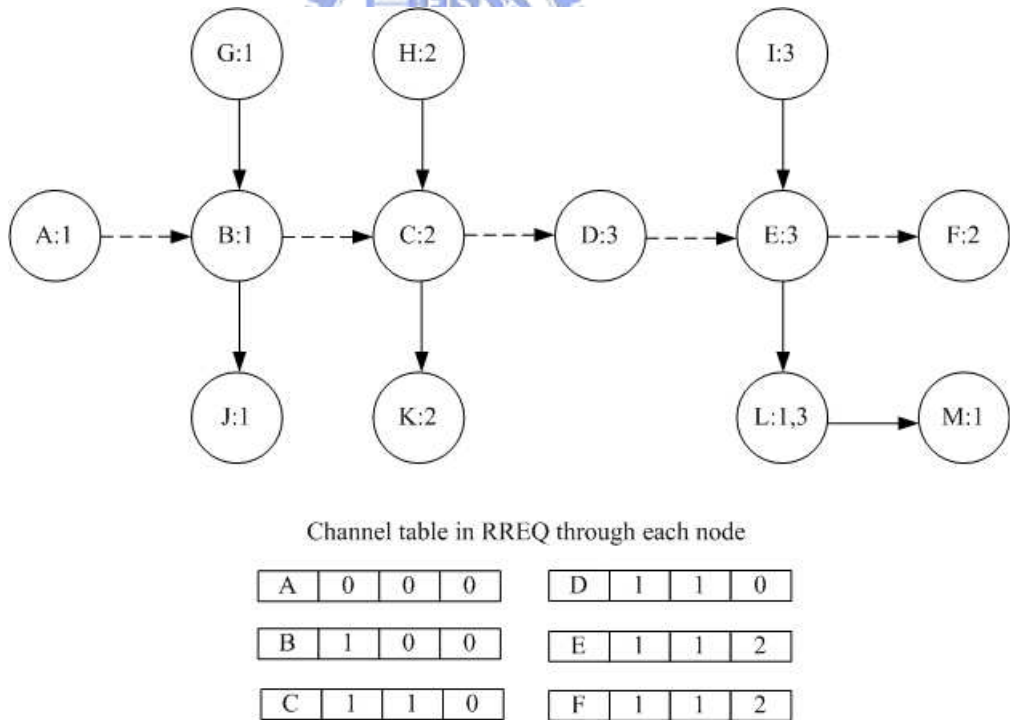 G:1 H:2 I:3
A:1 B:1 C:2 D:3 E:3 F:2
J:1 K:2 L:1,3 M:1
Channel table in RREQ through each node
A 0 0 0 D 1 1 0
B 1 0 0 E 1 1 2
C 1 1 0 F 1 1 2